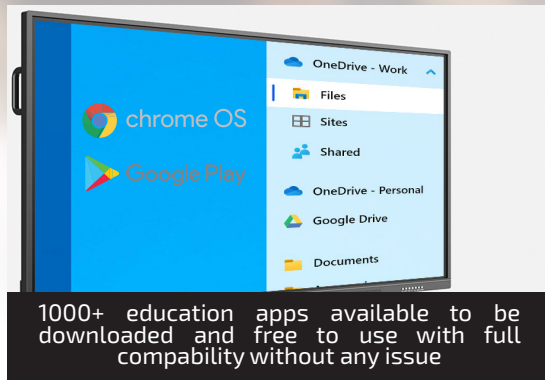 OneDrive - Work
Files
chrome OS
Sites
Shared
Google Play
OneDrive - Personal
Google Drive
Documents
1000+ education apps available to be
downloaded and free to use with full
compability without any issue